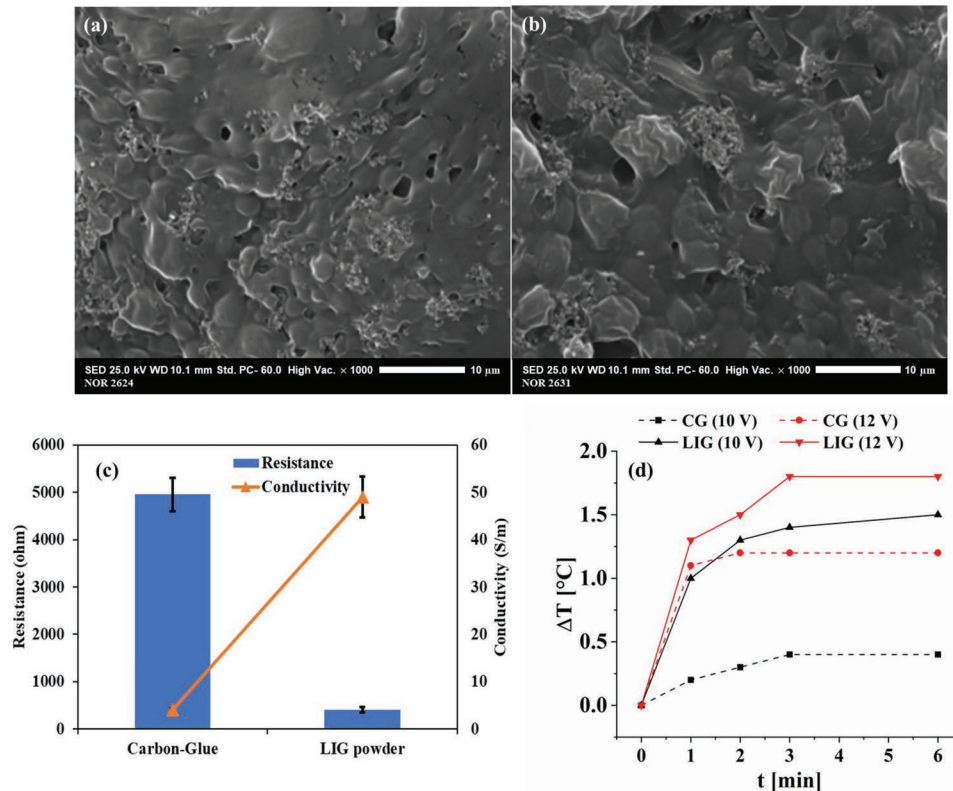 (a)
SED 25.0 kV WD 10.1 mm Std. PC- 60.0 High Vac. × 1000 10 µm
NOR 2624
(b)
SED 25.0 kV WD 10.1 mm Std. PC- 60.0 High Vac. × 1000 10 µm
NOR 2631
(c)
Resistance
Conductivity
Resistance (ohm)
6000
5000
4000
3000
2000
1000
0
Conductivity (S/m)
60
50
40
30
20
10
0
Carbon-Glue LIG powder
CG (10 V) CG (12 V)
LIG (10 V) LIG (12 V)
(d)
ΔT [°C]
2.0
1.5
1.0
0.5
0.0
0 1 2 3 4 5 6
t [min]